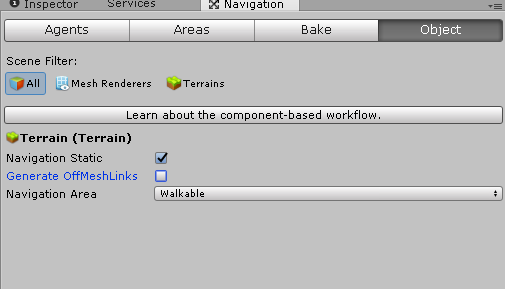 Inspector Services Navigation
Agents Areas Bake Object
Scene Filter:
All Mesh Renderers Terrains
Learn about the component-based workflow.
Terrain (Terrain)
Navigation Static
Generate OffMeshLinks
Navigation Area Walkable